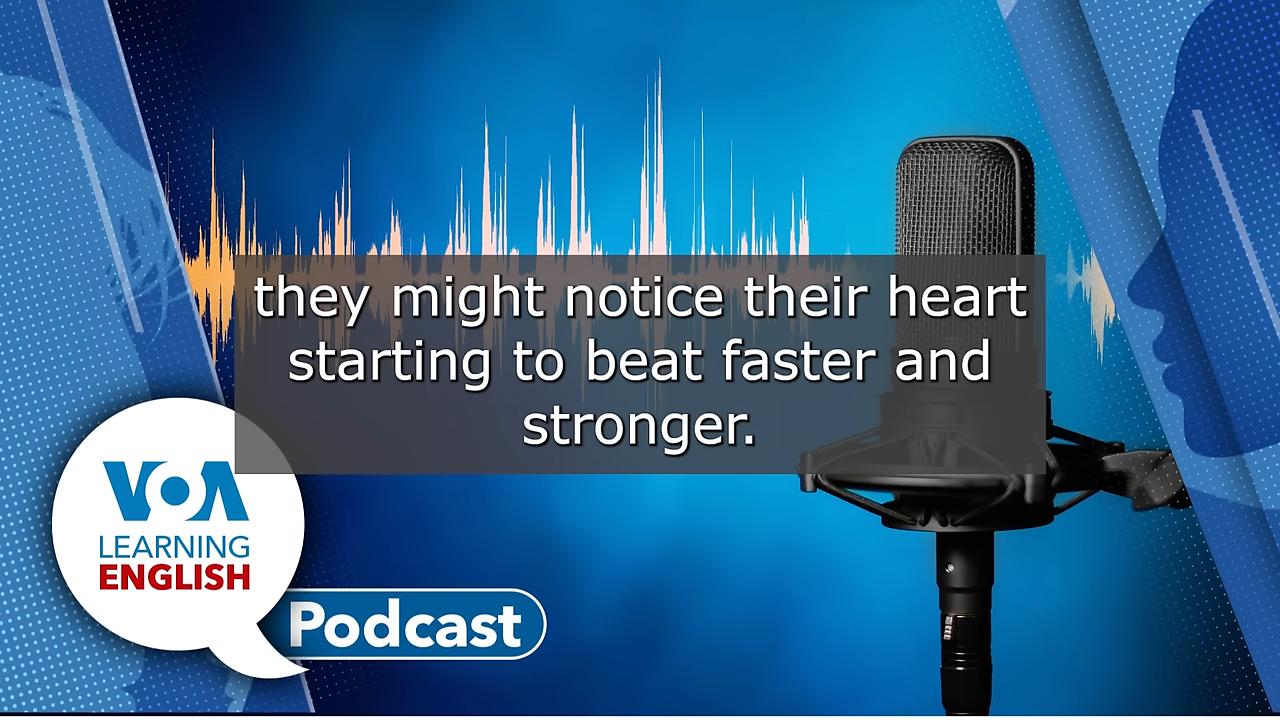 they might notice their heart
starting to beat faster and
stronger.
VOA
LEARNING
ENGLISH
Podcast